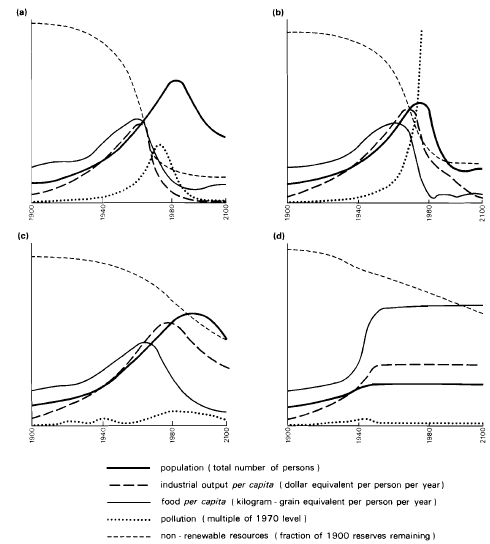 (a)
(b)
1900
1940
1980
2100
1900
1940
1980
2100
(c)
(d)
1900
1940
1980
2100
1900
1940
1980
2100
population ( total number of persons )
industrial output per capita ( dollar equivalent per person per year )
food per capita ( kilogram - grain equivalent per person per year )
pollution ( multiple of 1970 level )
non - renewable resources ( fraction of 1900 reserves remaining )